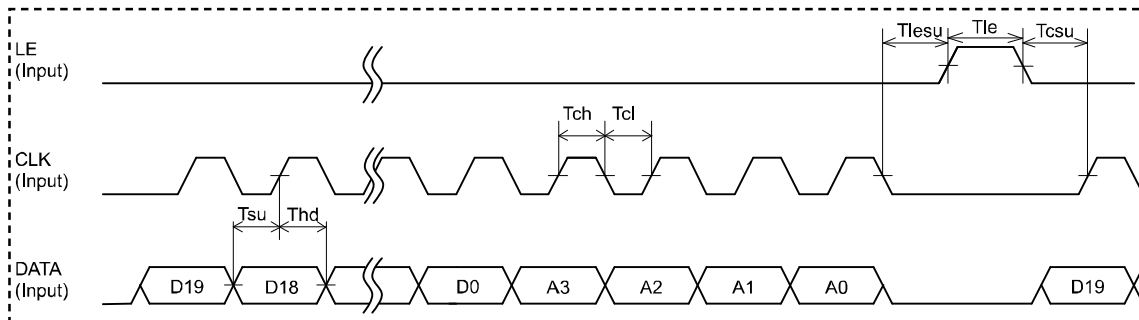 Tlesu Tle Tcsu
LE
(Input)
Tch Tcl
CLK
(Input)
Tsu Thd
DATA
(Input)
D19 D18 D0 A3 A2 A1 A0 D19